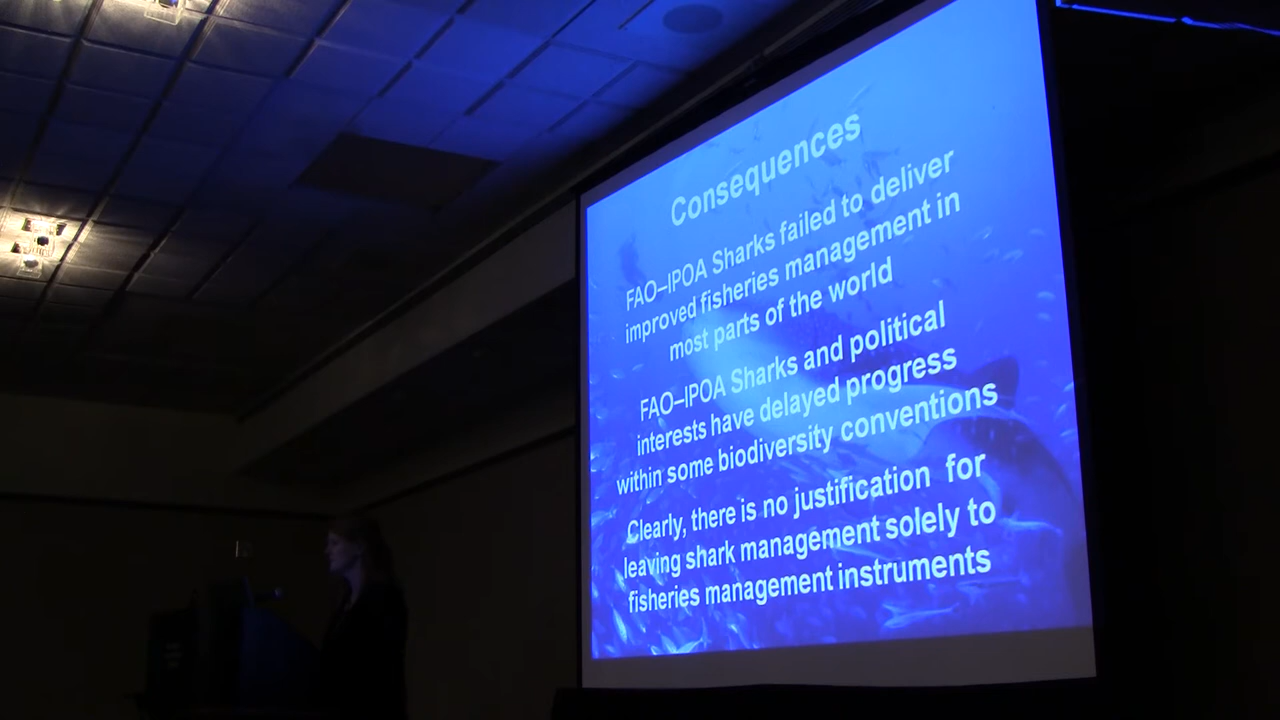 Consequences
FAO–IPOA Sharks failed to deliver
improved fisheries management in
most parts of the world
FAO–IPOA Sharks and political
interests have delayed progress
within some biodiversity conventions
Clearly, there is no justification for
leaving shark management solely to
fisheries management instruments